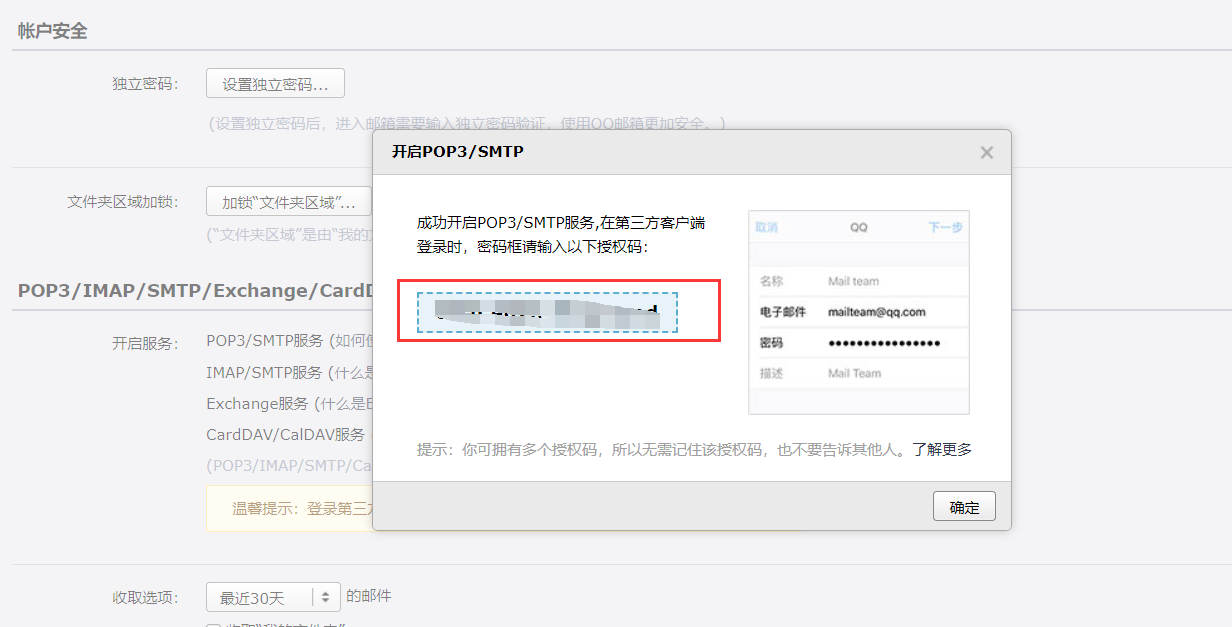 帐户安全
独立密码：
设置独立密码...
(设置独立密码后，进入邮箱需要输入独立密码验证，使用QQ邮箱更加安全。)
开启POP3/SMTP
文件夹区域加锁：
加锁“文件夹区域”...
(“文件夹区域”是由“我的文
成功开启POP3/SMTP服务,在第三方客户端
登录时，密码框请输入以下授权码：
取消
QQ
下一步
名称 Mail team
电子邮件 mailteam@qq.com
密码 ●●●●●●●●●●●●●●●●
描述 Mail Team
POP3/IMAP/SMTP/Exchange/CardD
开启服务：
POP3/SMTP服务 (如何使
IMAP/SMTP服务 (什么是
Exchange服务 (什么是E
CardDAV/CalDAV服务
(POP3/IMAP/SMTP/Ca
提示：你可拥有多个授权码，所以无需记住该授权码，也不要告诉其他人。了解更多
温馨提示：登录第三方
确定
收取选项：
最近30天
的邮件
收取“我的文件夹”